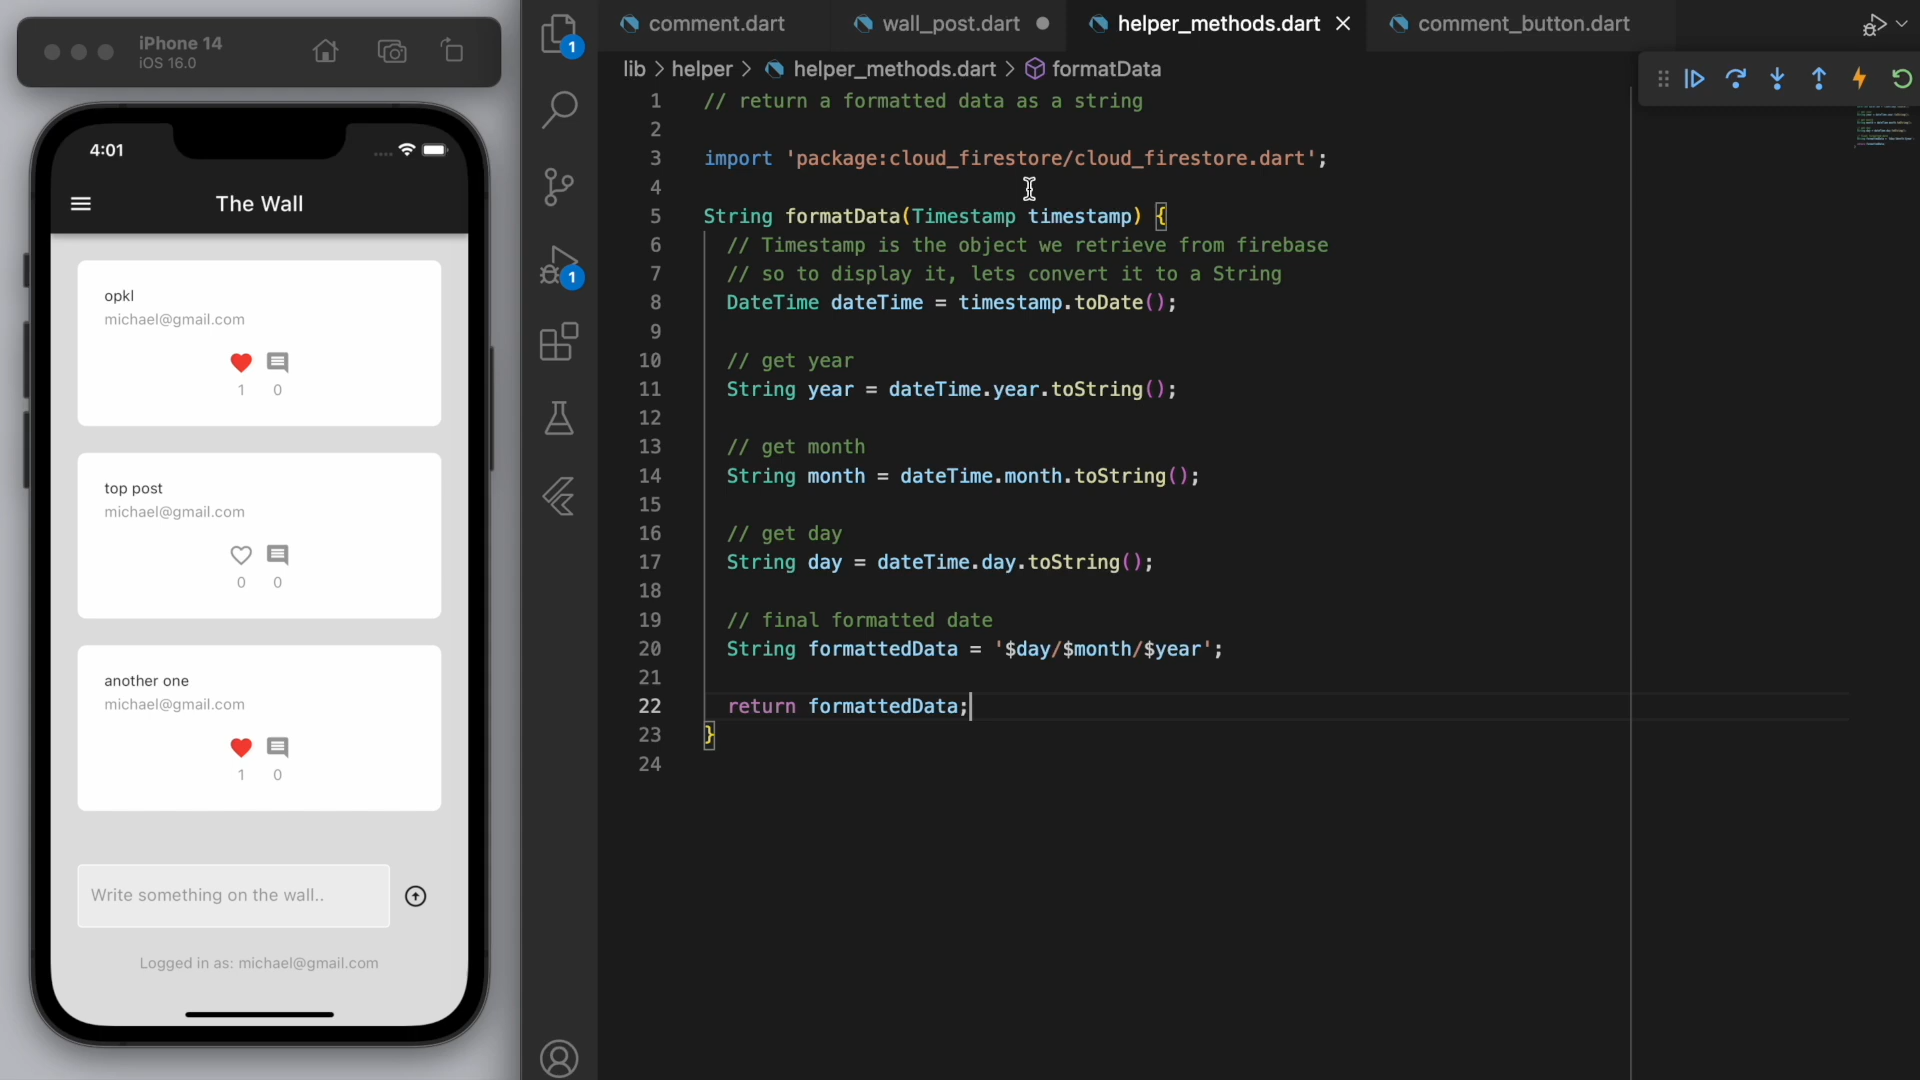 iPhone 14
iOS 16.0
4:01
The Wall
opkl
michael@gmail.com
1 0
top post
michael@gmail.com
0 0
another one
michael@gmail.com
1 0
Write something on the wall..
Logged in as: michael@gmail.com
1
1
comment.dart
wall_post.dart
helper_methods.dart
comment_button.dart
lib > helper > helper_methods.dart > formatData
1 // return a formatted data as a string
2
3 import 'package:cloud_firestore/cloud_firestore.dart';
4
5 String formatData(Timestamp timestamp) {
6 // Timestamp is the object we retrieve from firebase
7 // so to display it, lets convert it to a String
8 DateTime dateTime = timestamp.toDate();
9
10 // get year
11 String year = dateTime.year.toString();
12
13 // get month
14 String month = dateTime.month.toString();
15
16 // get day
17 String day = dateTime.day.toString();
18
19 // final formatted date
20 String formattedData = '$day/$month/$year';
21
22 return formattedData;
23 }
24